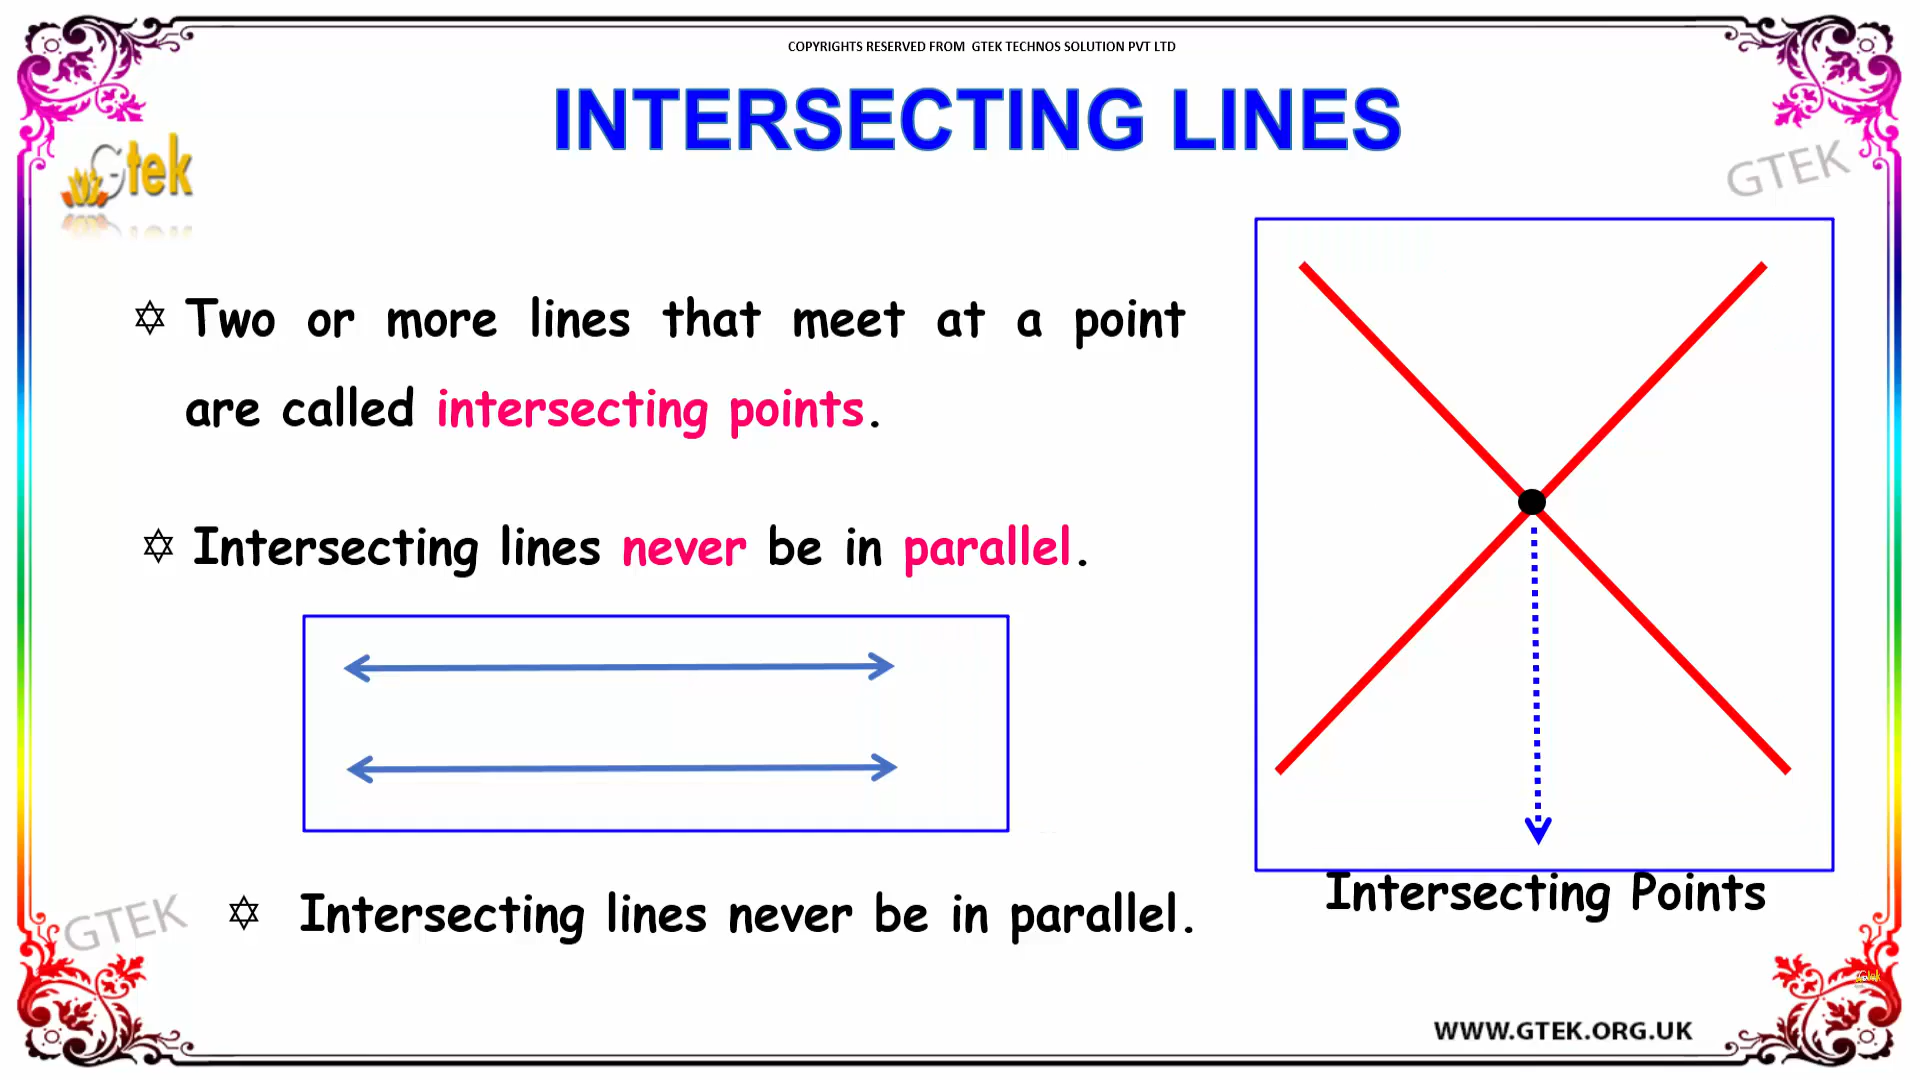 COPYRIGHTS RESERVED FROM GTEK TECHNOS SOLUTION PVT LTD
INTERSECTING LINES
Gtek
GTEK
Two or more lines that meet at a point
are called intersecting points.
Intersecting lines never be in parallel.
Intersecting Points
GTEK
Intersecting lines never be in parallel.
Gtek
WWW.GTEK.ORG.UK